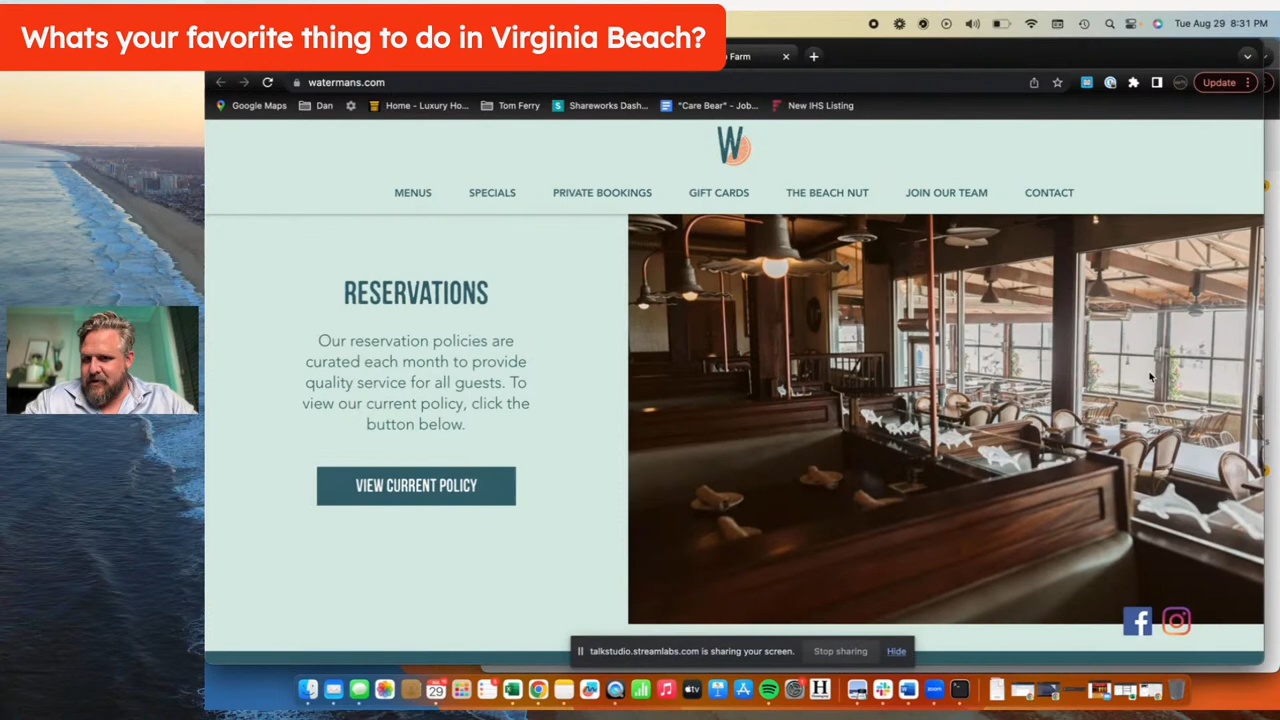 Whats your favorite thing to do in Virginia Beach?
Tue Aug 29 8:31 PM
Farm
watermans.com
Update
Google Maps
Dan
Home - Luxury Ho...
Tom Ferry
Shareworks Dash...
"Care Bear" - Job...
New IHS Listing
W
MENUS
SPECIALS
PRIVATE BOOKINGS
GIFT CARDS
THE BEACH NUT
JOIN OUR TEAM
CONTACT
RESERVATIONS
Our reservation policies are
curated each month to provide
quality service for all guests. To
view our current policy, click the
button below.
VIEW CURRENT POLICY
talkstudio.streamlabs.com is sharing your screen.
Stop sharing
Hide
29